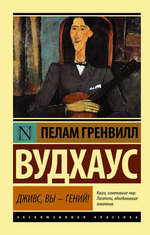 N
ПЕЛАМ ГРЕНВИЛЛ
ВУДХАУС
ДЖИВС, ВЫ – ГЕНИЙ!
Книги, изменившие мир.
Писатели, объединившие
поколения.
ЭКСКЛЮЗИВНАЯ КЛАССИКА